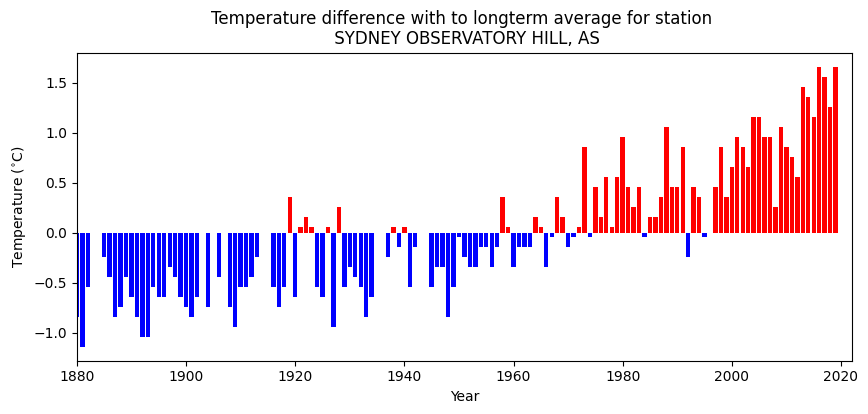 Temperature difference with to longterm average for station
SYDNEY OBSERVATORY HILL, AS
Temperature (°C)
1.5
1.0
0.5
0.0
−0.5
−1.0
1880 1900 1920 1940 1960 1980 2000 2020
Year